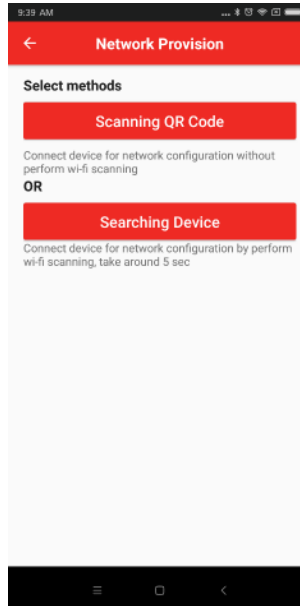 9:39 AM
Network Provision
Select methods
Scanning QR Code
Connect device for network configuration without
perform wi-fi scanning
OR
Searching Device
Connect device for network configuration by perform
wi-fi scanning, take around 5 sec